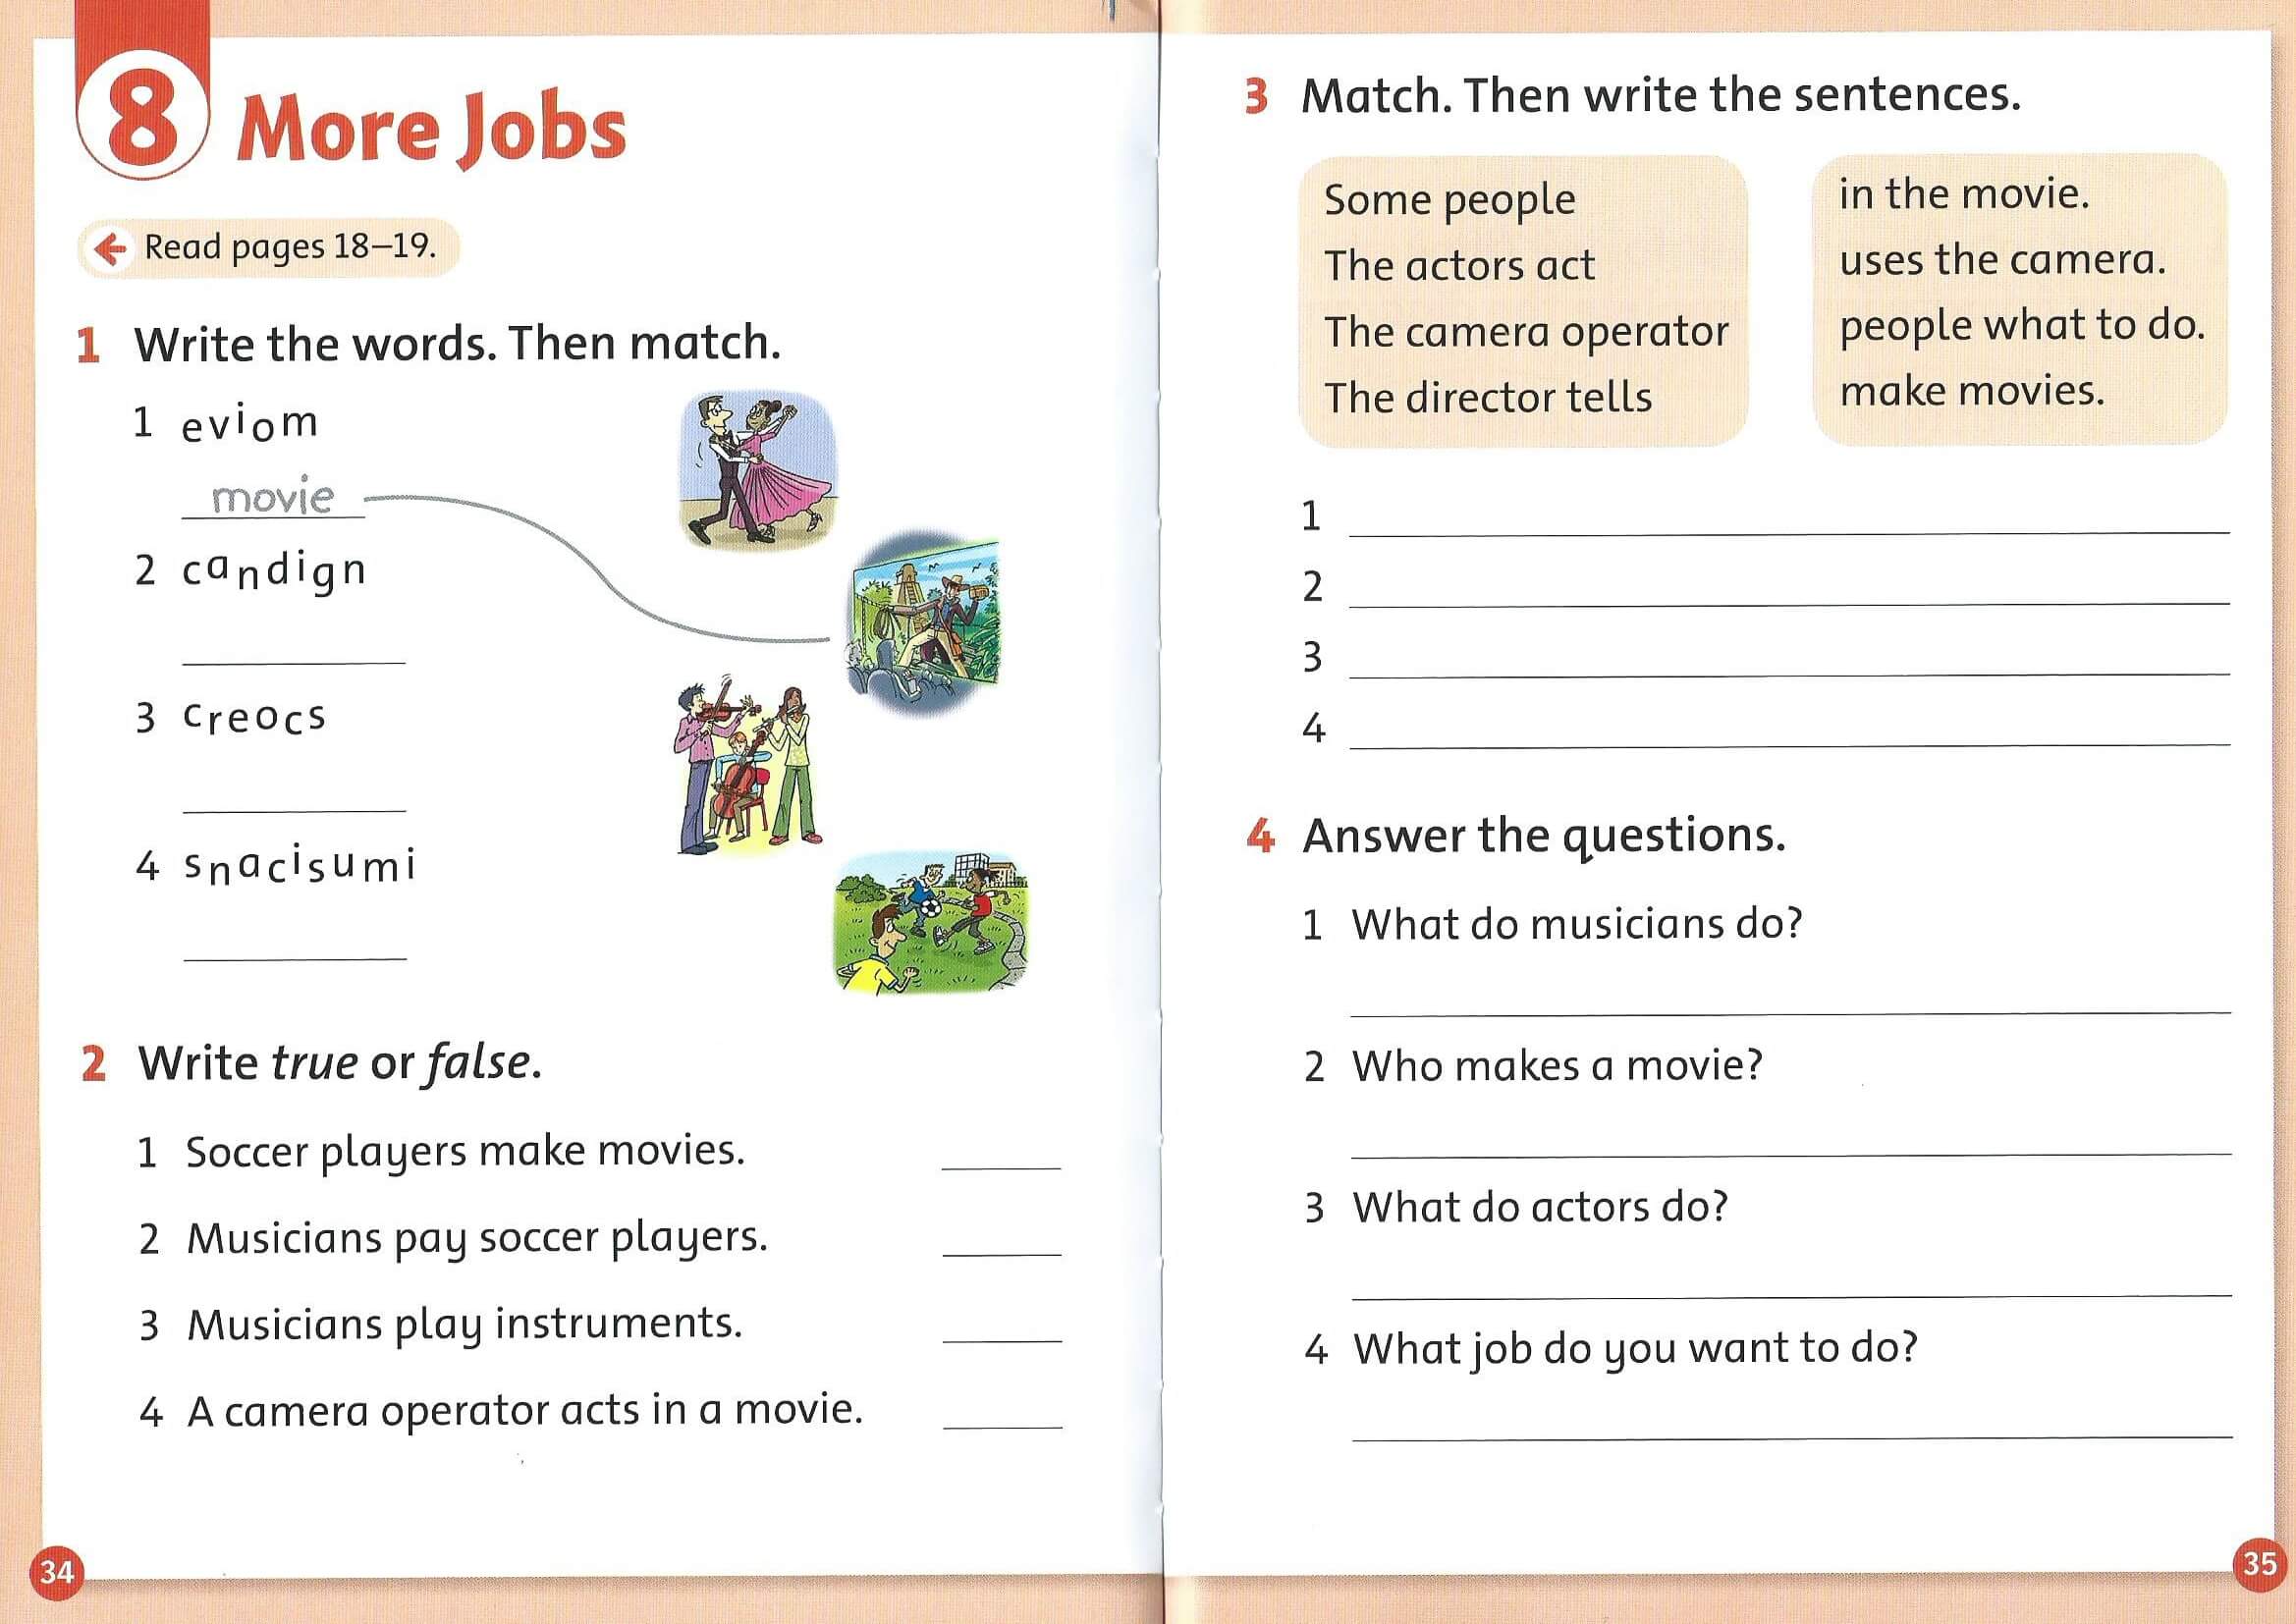 8 More Jobs
Read pages 18–19.
1 Write the words. Then match.
1 eviom
movie
2 candign
3 creocs
4 snacisumi
2 Write true or false.
1 Soccer players make movies.
2 Musicians pay soccer players.
3 Musicians play instruments.
4 A camera operator acts in a movie.
34
3 Match. Then write the sentences.
Some people
The actors act
The camera operator
The director tells
in the movie.
uses the camera.
people what to do.
make movies.
1
2
3
4
4 Answer the questions.
1 What do musicians do?
2 Who makes a movie?
3 What do actors do?
4 What job do you want to do?
35